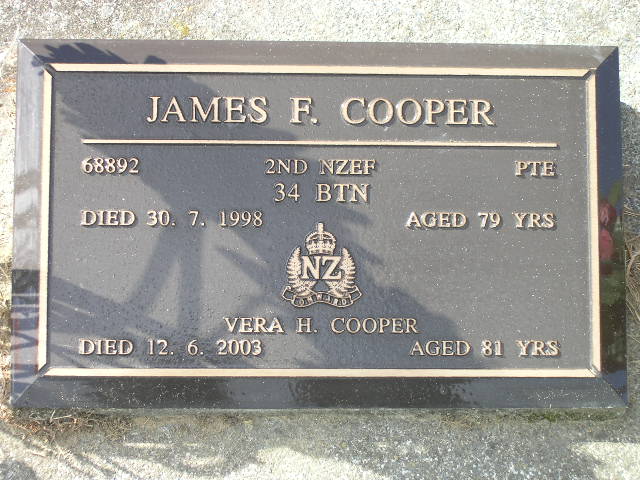 JAMES F. COOPER
68892 2ND NZEF PTE
34 BTN
DIED 30. 7. 1998 AGED 79 YRS
NZ
ONWARD
VERA H. COOPER
DIED 12. 6. 2003 AGED 81 YRS